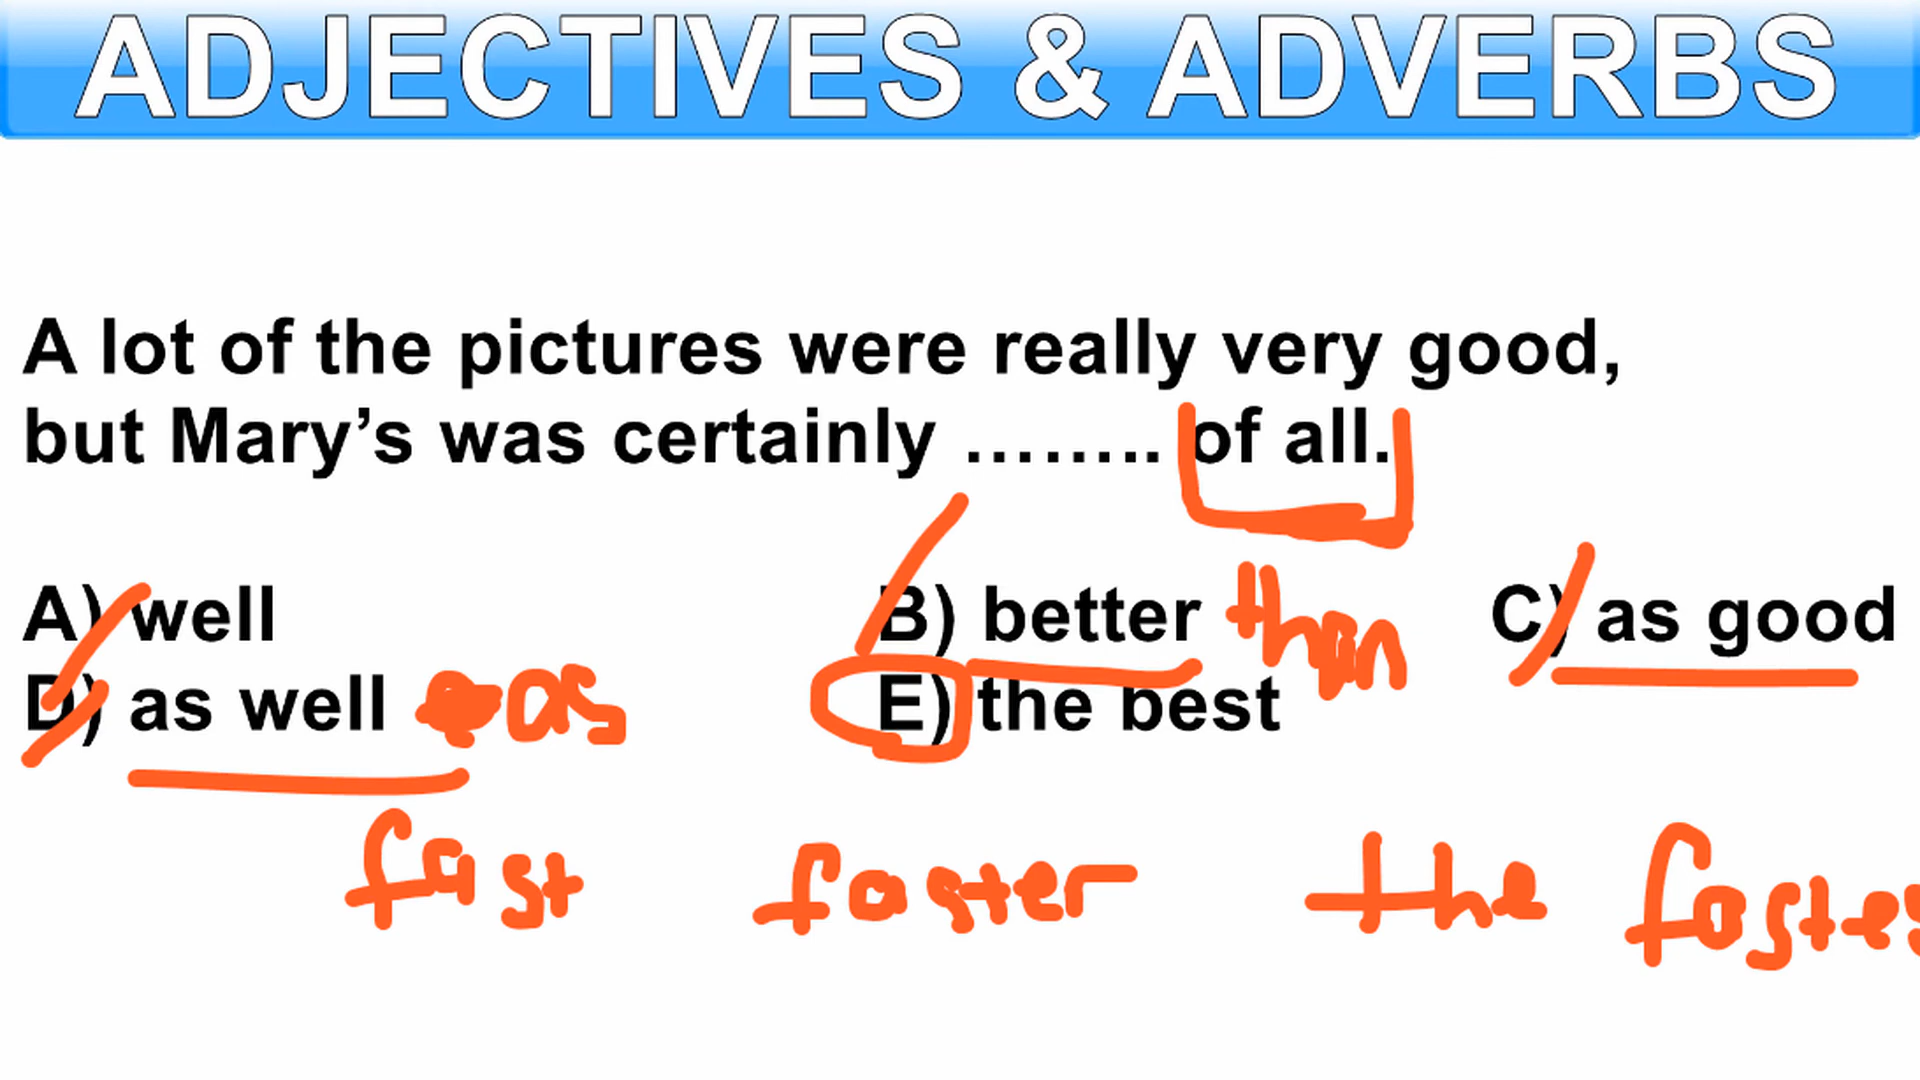 ADJECTIVES & ADVERBS
A lot of the pictures were really very good,
but Mary’s was certainly …….. of all.
A) well B) better than C) as good
D) as well as E) the best
fast faster the fastes